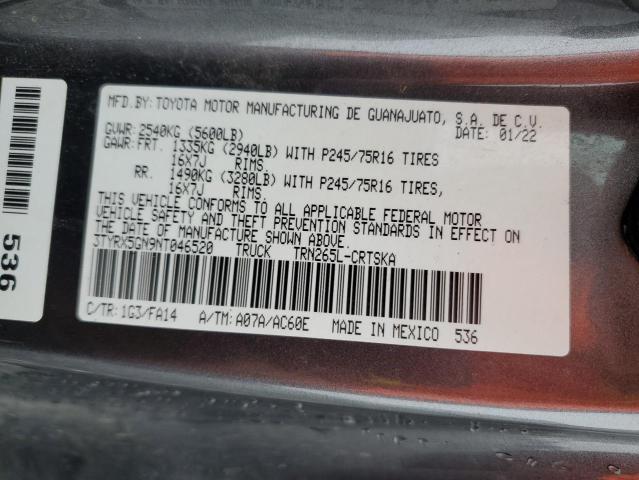 MFD.BY:TOYOTA MOTOR MANUFACTURING DE GUANAJUATO, S.A. DE C.V.
GVWR:2540KG (5600LB) DATE: 01/22
GAWR:FRT. 1335KG (2940LB) WITH P245/75R16 TIRES
16X7J RIMS.
RR. 1490KG (3280LB) WITH P245/75R16 TIRES,
16X7J RIMS.
THIS VEHICLE CONFORMS TO ALL APPLICABLE FEDERAL MOTOR
VEHICLE SAFETY AND THEFT PREVENTION STANDARDS IN EFFECT ON
THE DATE OF MANUFACTURE SHOWN ABOVE.
3TYRX5GN9NT046520 TRUCK TRN265L-CRTSKA
C/TR:1G3/FA14 A/TM:A07A/AC60E MADE IN MEXICO 536
536